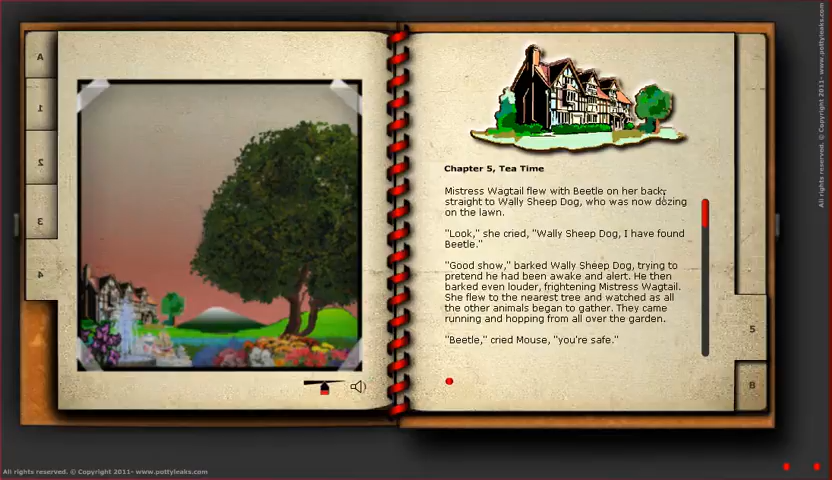 A
1
2
3
4
Chapter 5, Tea Time
Mistress Wagtail flew with Beetle on her back,
straight to Wally Sheep Dog, who was now dozing
on the lawn.
"Look," she cried, "Wally Sheep Dog, I have found
Beetle."
"Good show," barked Wally Sheep Dog, trying to
pretend he had been awake and alert. He then
barked even louder, frightening Mistress Wagtail.
She flew to the nearest tree and watched as all
the other animals began to gather. They came
running and hopping from all over the garden.
"Beetle," cried Mouse, "you're safe."
5
B
All rights reserved. © Copyright 2011- www.pottyleaks.com
All rights reserved. © Copyright 2011- www.pottyleaks.com